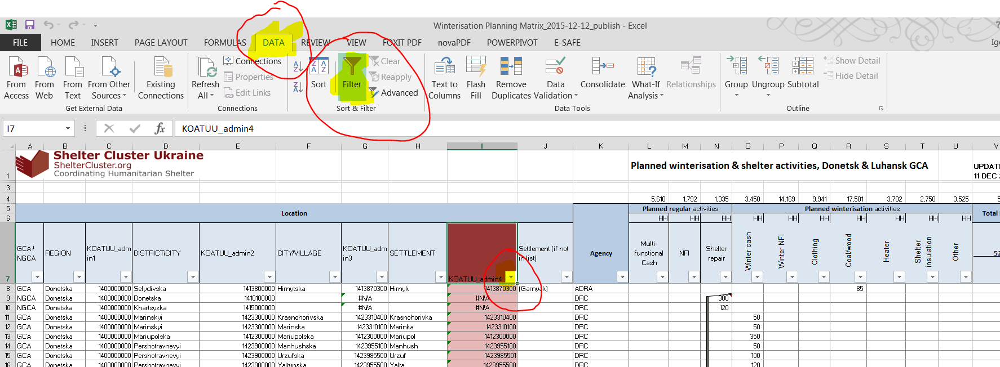 Winterisation Planning Matrix_2015-12-12_publish - Excel
?
FILE HOME INSERT PAGE LAYOUT FORMULAS DATA REVIEW VIEW FOXIT PDF novaPDF POWERPIVOT E-SAFE
From Access
From Web
From Text
From Other Sources
Get External Data
Existing Connections
Refresh All
Connections
Properties
Edit Links
Connections
Sort
Filter
Clear
Reapply
Advanced
Sort & Filter
Text to Columns
Flash Fill
Remove Duplicates
Data Validation
Consolidate
What-If Analysis
Relationships
Data Tools
Group
Ungroup
Subtotal
Show Detail
Hide Detail
Outline
I7 fx KOATUU_admin4
A B C D E F G H I J K L M N O P Q R S T U V
Shelter Cluster Ukraine
ShelterCluster.org
Coordinating Humanitarian Shelter
1 Planned winterisation & shelter activities, Donetsk & Luhansk GCA
11 DEC
3
4 5,610 1,792 1,335 3,450 14,169 9,941 17,501 3,702 2,750 3,525
5 Location Planned regular activities Planned winterisation activities Total
6 HH HH HH HH HH HH HH HH HH HH
7 GCA/ NGCA REGION KOATUU_admin1 DISTRICT/CITY KOATUU_admin2 CITY/VILLAGE KOATUU_admin3 SETTLEMENT KOATUU_admin4 Settlement (if not in list) Agency Multi-functional Cash NFI Shelter repair Winter cash Winter NFI Clothing Coal/wood Heater Shelter insulation Other
8 GCA Donetska 1400000000 Selydivska 1413800000 Hirnytska 1413870300 Hirnyk 1413870300 (Garnyak) ADRA 85
9 NGCA Donetska 1400000000 Donetska 1410100000 #N/A #N/A DRC 300
10 NGCA Donetska 1400000000 Khartsyzka 1415000000 #N/A #N/A DRC 120
11 GCA Donetska 1400000000 Marinskyi 1423300000 Krasnohorivska 1423310400 Krasnohorivka 1423310400 DRC 50
12 GCA Donetska 1400000000 Marinskyi 1423300000 Marinska 1423310100 Marinka 1423310100 DRC 50
13 GCA Donetska 1400000000 Mariupolska 1412300000 Mariupolska 1412300000 Mariupol 1412300000 DRC 350
14 GCA Donetska 1400000000 Pershotravnevyi 1423900000 Manhushska 1423955100 Manhush 1423955100 DRC 50
15 GCA Donetska 1400000000 Pershotravnevyi 1423900000 Urzufska 1423985500 Urzuf 1423985501 DRC 100
16 GCA Donetska 1400000000 Pershotravnevyi 1423900000 Yaltynska Yalta DRC 120